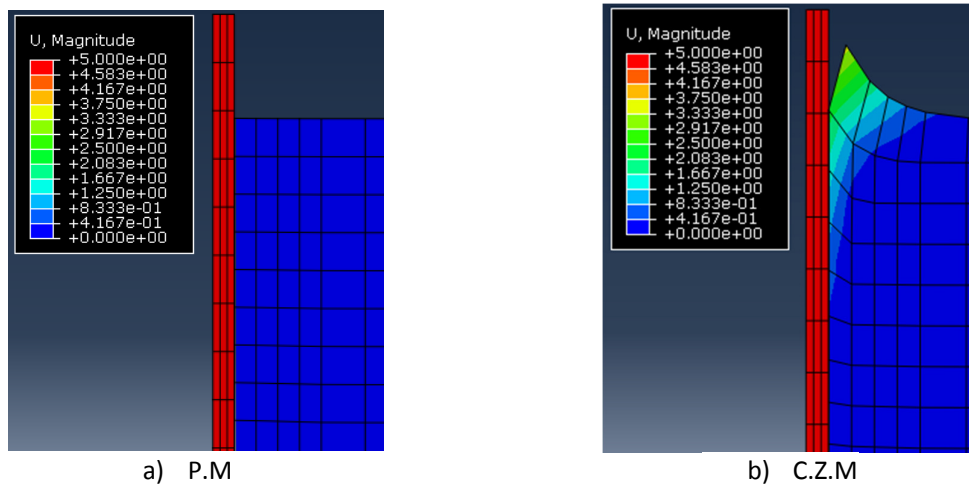 U, Magnitude
+5.000e+00
+4.583e+00
+4.167e+00
+3.750e+00
+3.333e+00
+2.917e+00
+2.500e+00
+2.083e+00
+1.667e+00
+1.250e+00
+8.333e-01
+4.167e-01
+0.000e+00
a) P.M
U, Magnitude
+5.000e+00
+4.583e+00
+4.167e+00
+3.750e+00
+3.333e+00
+2.917e+00
+2.500e+00
+2.083e+00
+1.667e+00
+1.250e+00
+8.333e-01
+4.167e-01
+0.000e+00
b) C.Z.M